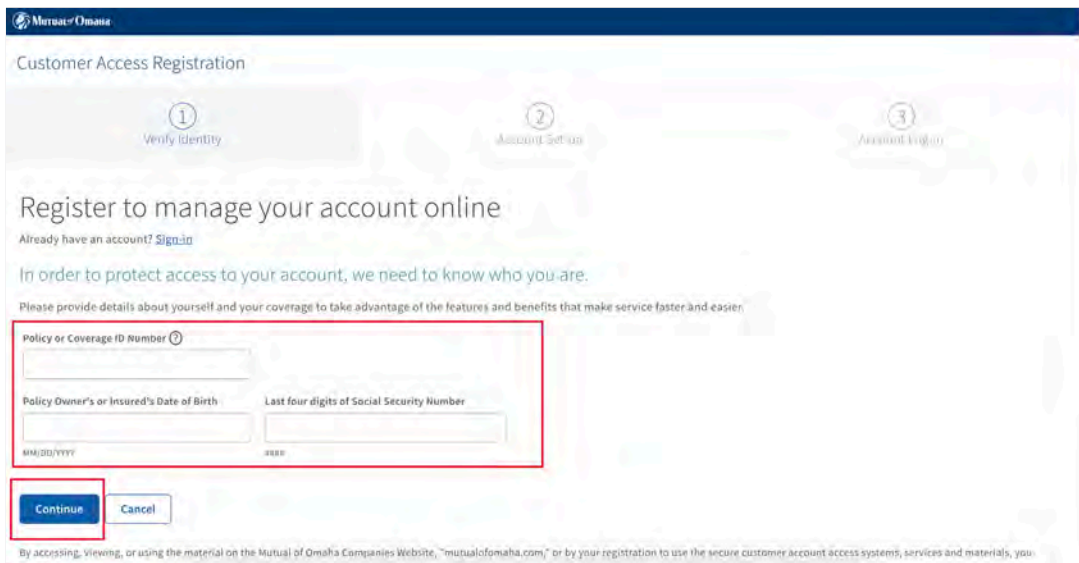 Mutual of Omaha
Customer Access Registration
1
Verify Identity
2
Account Set-up
3
Account Log-in
Register to manage your account online
Already have an account? Sign-in
In order to protect access to your account, we need to know who you are.
Please provide details about yourself and your coverage to take advantage of the features and benefits that make service faster and easier.
Policy or Coverage ID Number ?
Policy Owner's or Insured's Date of Birth
Last four digits of Social Security Number
MM/DD/YYYY
####
Continue
Cancel
By accessing, viewing, or using the material on the Mutual of Omaha Companies Website, "mutualofomaha.com," or by your registration to use the secure customer account access systems, services and materials, you